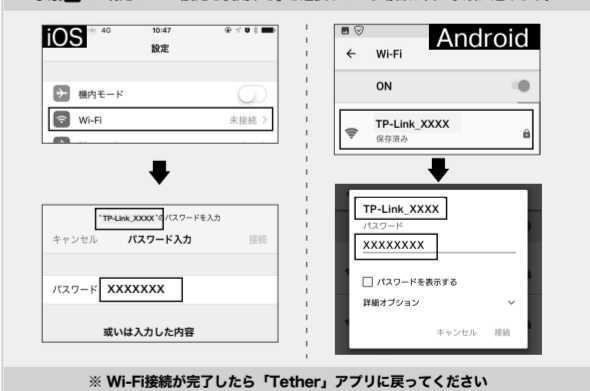 iOS
4G 10:47
設定
機内モード
Wi-Fi 未接続
"TP-Link_XXXX"のパスワードを入力
キャンセル パスワード入力 接続
パスワード XXXXXXX
或いは入力した内容
Android
Wi-Fi
ON
TP-Link_XXXX
保存済み
TP-Link_XXXX
パスワード
XXXXXXXX
パスワードを表示する
詳細オプション
キャンセル 接続
※ Wi-Fi接続が完了したら「Tether」アプリに戻ってください